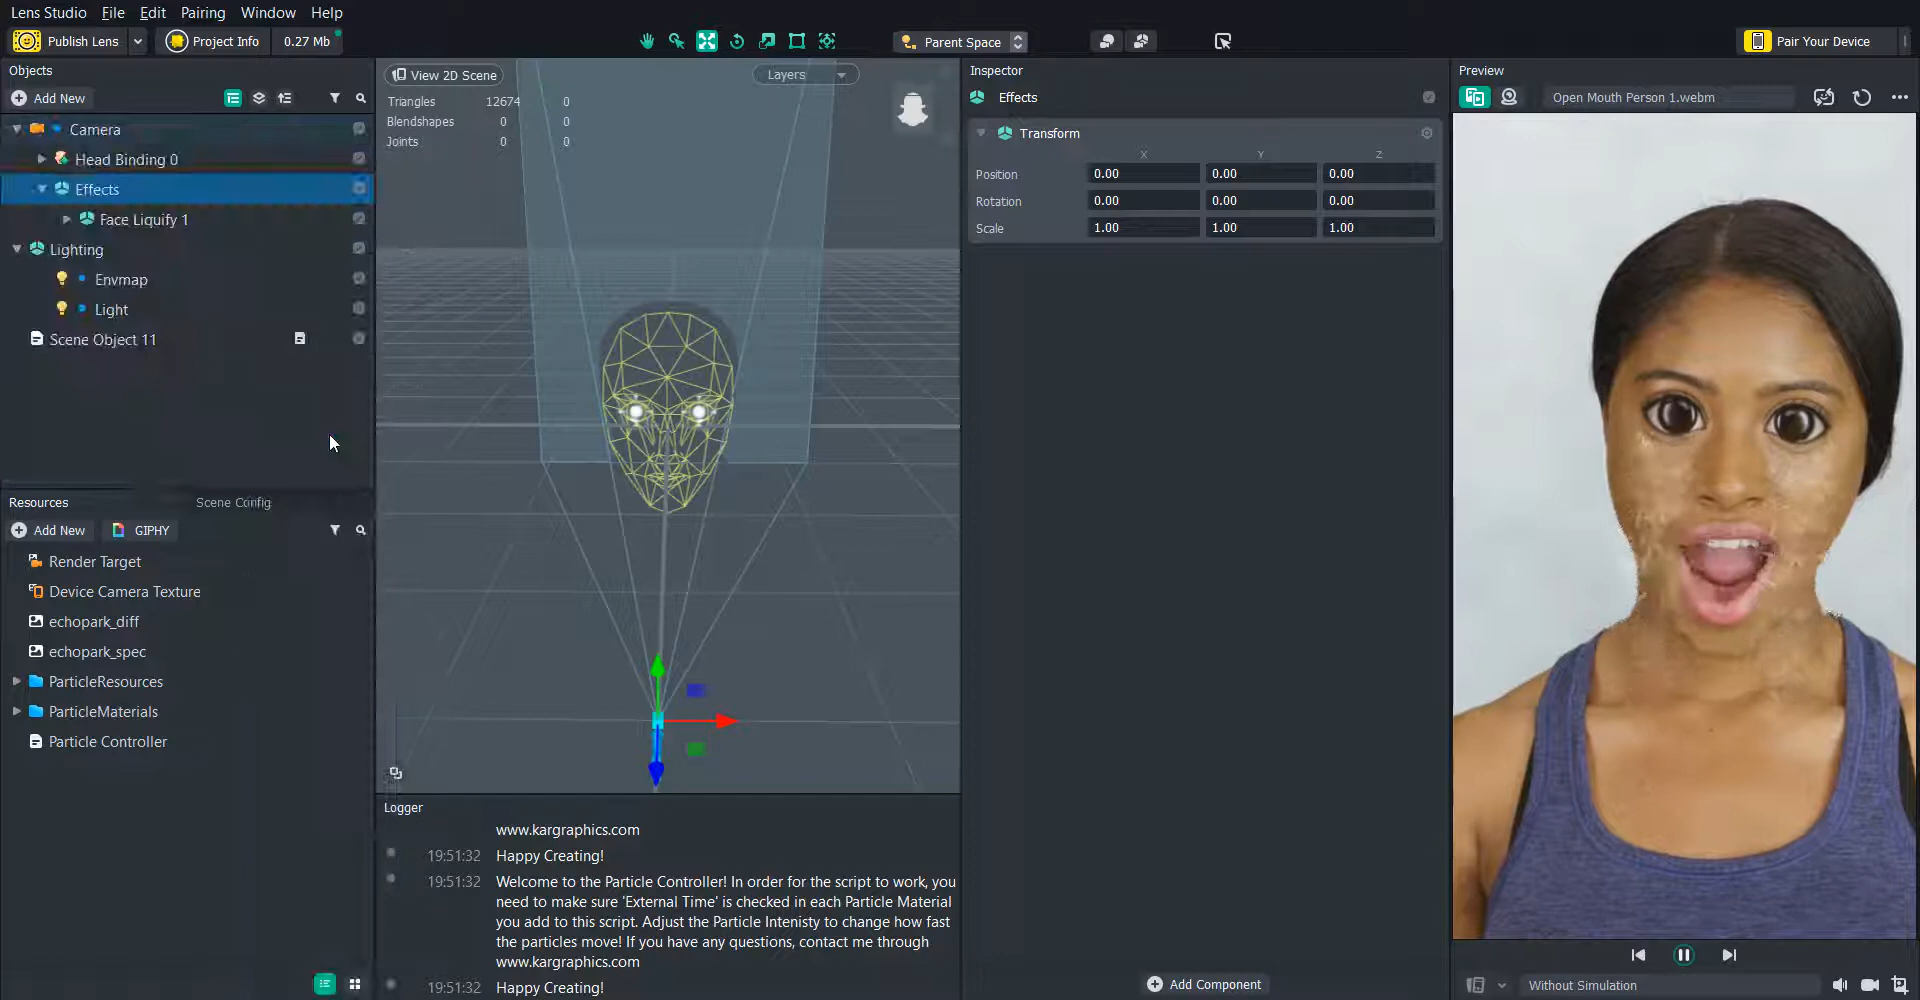 Lens Studio File Edit Pairing Window Help
Publish Lens Project Info 0.27 Mb Parent Space Pair Your Device
Objects
Add New
Camera
Head Binding 0
Effects
Face Liquify 1
Lighting
Envmap
Light
Scene Object 11
Resources Scene Config
Add New GIPHY
Render Target
Device Camera Texture
echopark_diff
echopark_spec
ParticleResources
ParticleMaterials
Particle Controller
View 2D Scene Layers
Triangles 12674 0
Blendshapes 0 0
Joints 0 0
Logger
www.kargraphics.com
19:51:32 Happy Creating!
19:51:32 Welcome to the Particle Controller! In order for the script to work, you
need to make sure 'External Time' is checked in each Particle Material
you add to this script. Adjust the Particle Intenisty to change how fast
the particles move! If you have any questions, contact me through
www.kargraphics.com
19:51:32 Happy Creating!
Inspector
Effects
Transform
X Y Z
Position 0.00 0.00 0.00
Rotation 0.00 0.00 0.00
Scale 1.00 1.00 1.00
Add Component
Preview
Open Mouth Person 1.webm
Without Simulation